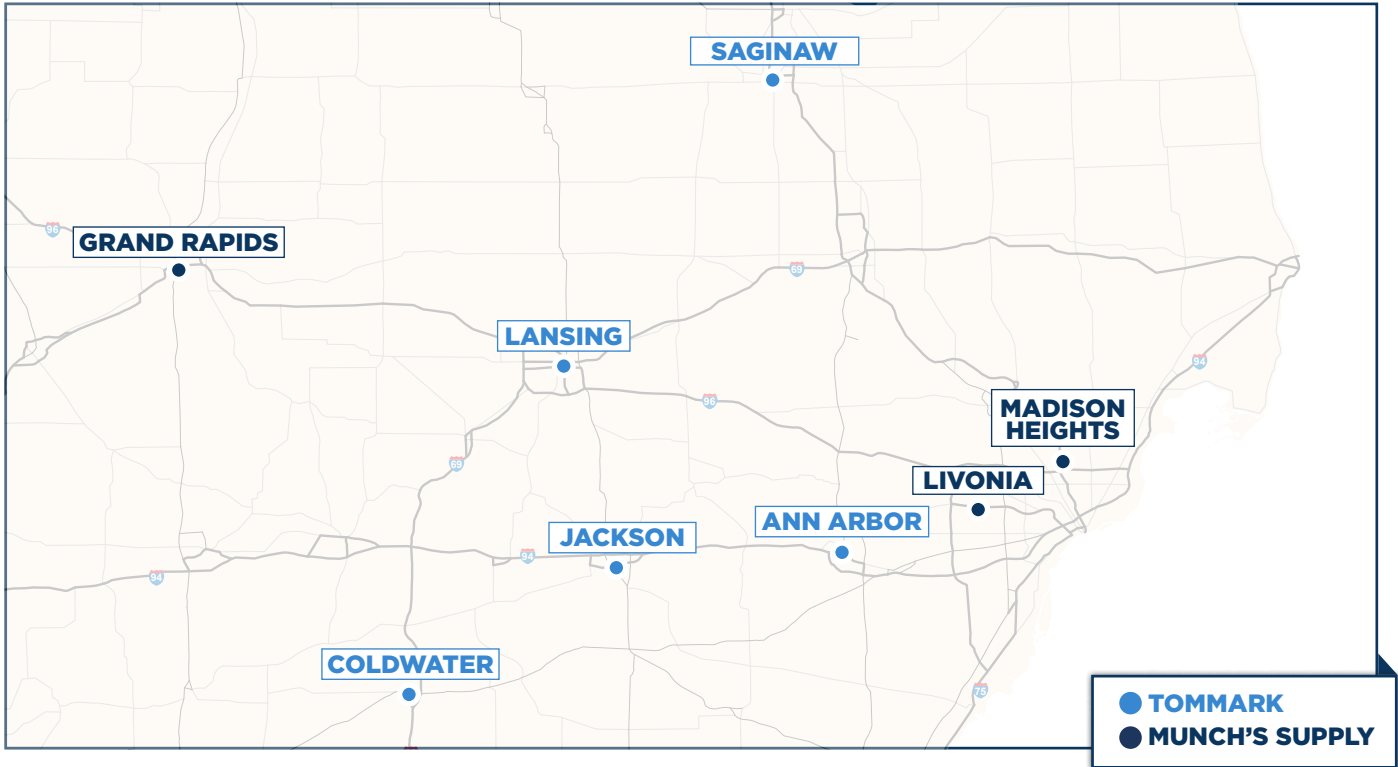 SAGINAW
96
GRAND RAPIDS
69
LANSING
94
96
MADISON
HEIGHTS
69
LIVONIA
ANN ARBOR
JACKSON
94
94
COLDWATER
75
TOMMARK
MUNCH'S SUPPLY